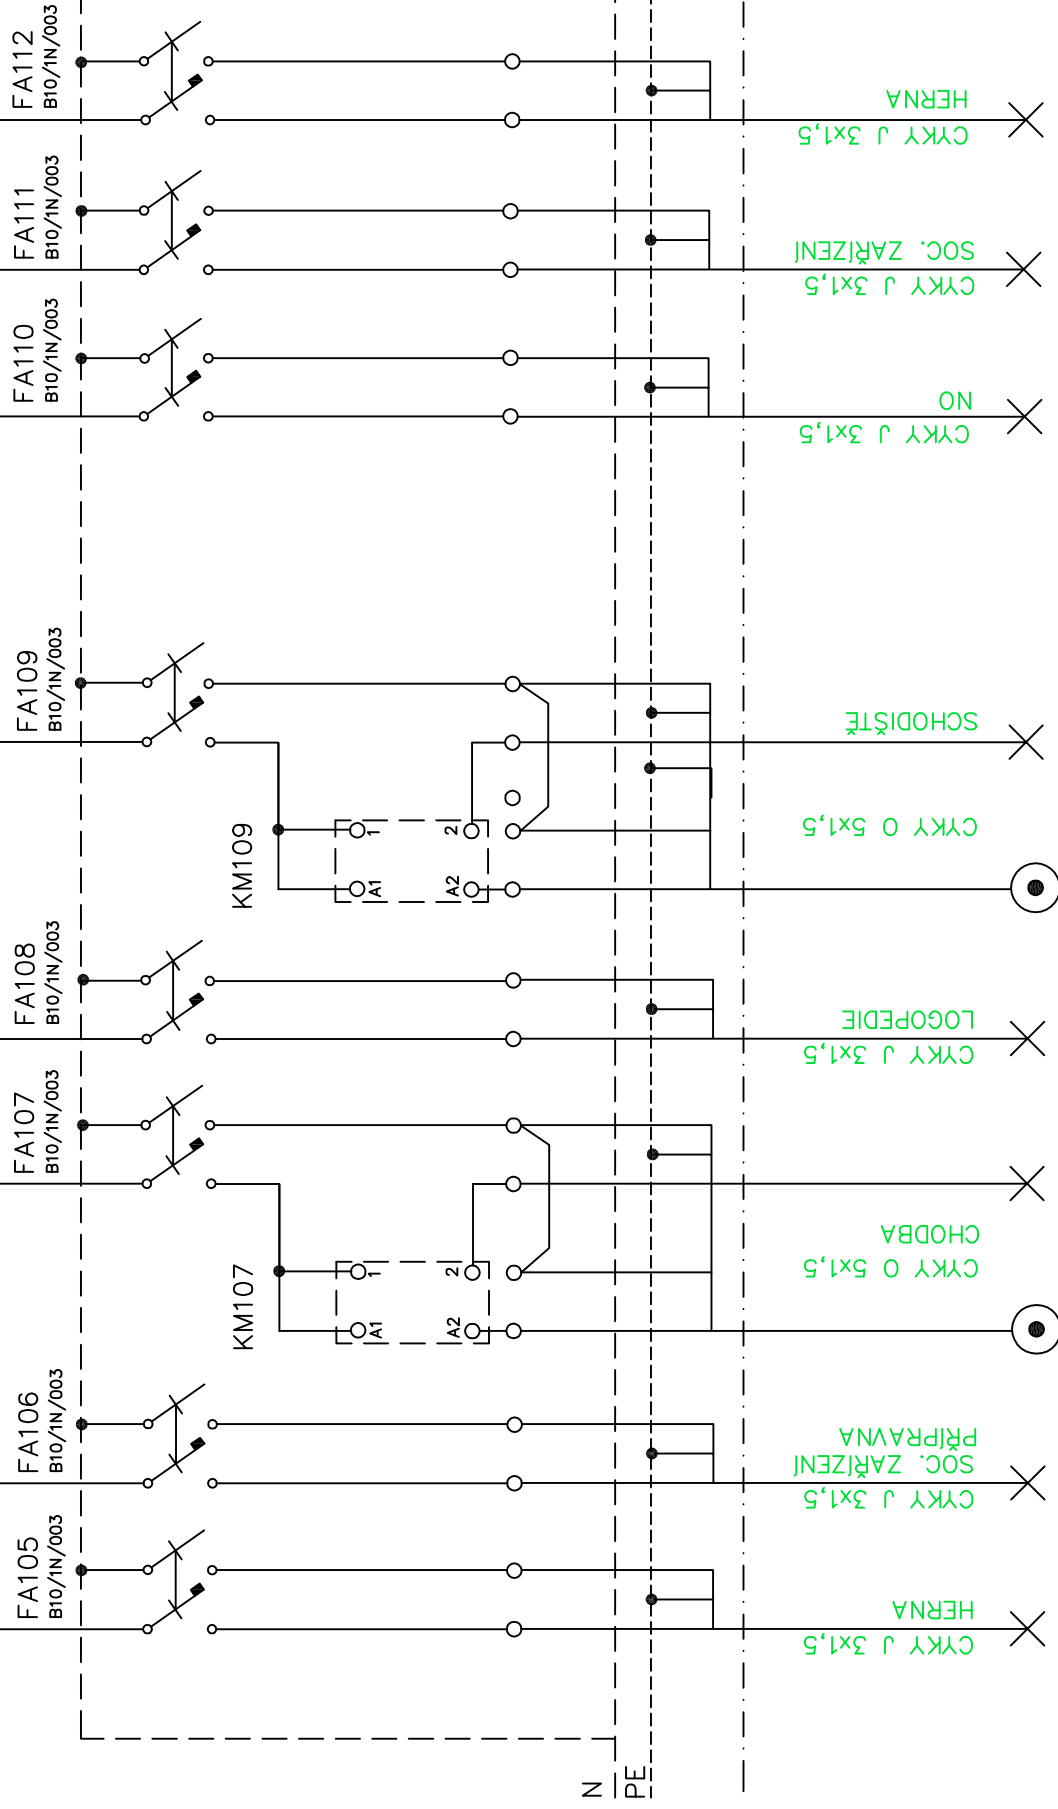 FA112
B10/1N/003
HERNA
CYKY J 3x1,5
FA111
B10/1N/003
SOC. ZAŘÍZENÍ
CYKY J 3x1,5
FA110
B10/1N/003
NO
CYKY J 3x1,5
FA109
B10/1N/003
SCHODIŠTĚ
CYKY O 5x1,5
KM109
1
2
A1
A2
FA108
B10/1N/003
LOGOPEDIE
CYKY J 3x1,5
FA107
B10/1N/003
CHODBA
CYKY O 5x1,5
KM107
1
2
A1
A2
FA106
B10/1N/003
PŘÍPRAVNA
SOC. ZAŘÍZENÍ
CYKY J 3x1,5
FA105
B10/1N/003
HERNA
CYKY J 3x1,5
N
PE